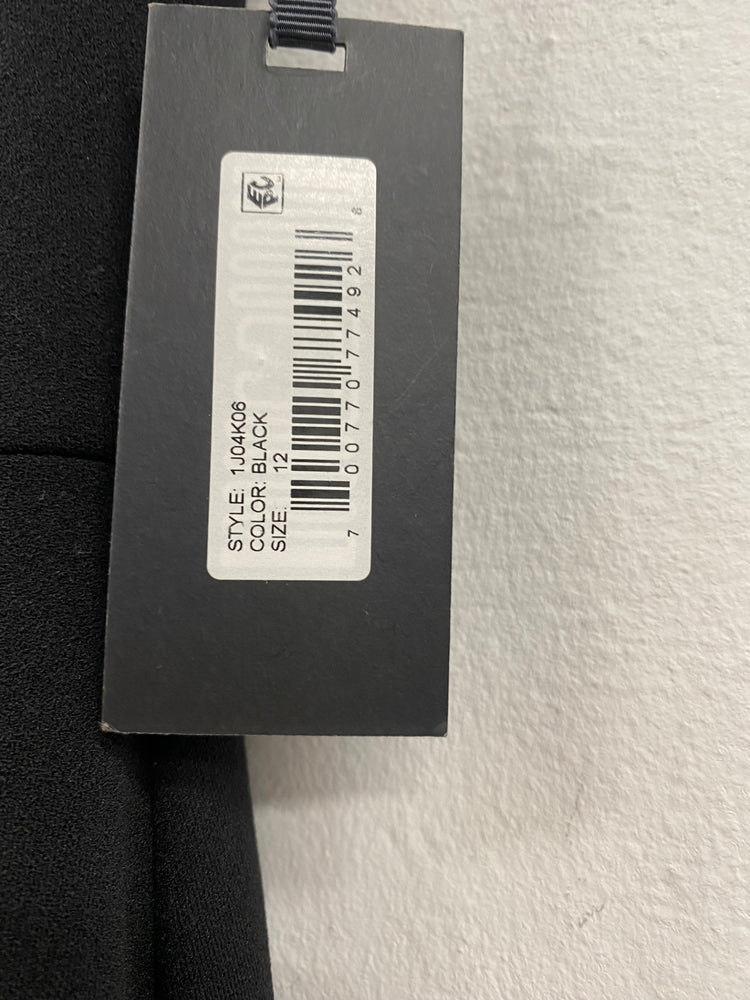 STYLE: 1J04K06
COLOR: BLACK
SIZE: 12
7 00770 77492 8